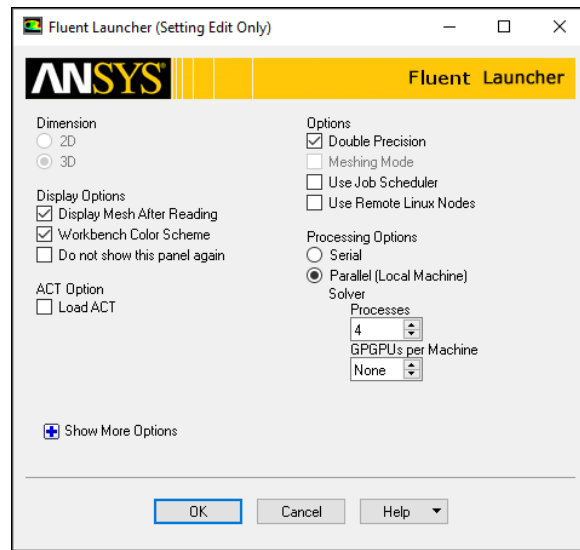 Fluent Launcher (Setting Edit Only)
ANSYS
Fluent Launcher
Dimension
2D
3D
Display Options
Display Mesh After Reading
Workbench Color Scheme
Do not show this panel again
ACT Option
Load ACT
Options
Double Precision
Meshing Mode
Use Job Scheduler
Use Remote Linux Nodes
Processing Options
Serial
Parallel (Local Machine)
Solver
Processes
4
GPGPUs per Machine
None
Show More Options
OK Cancel Help